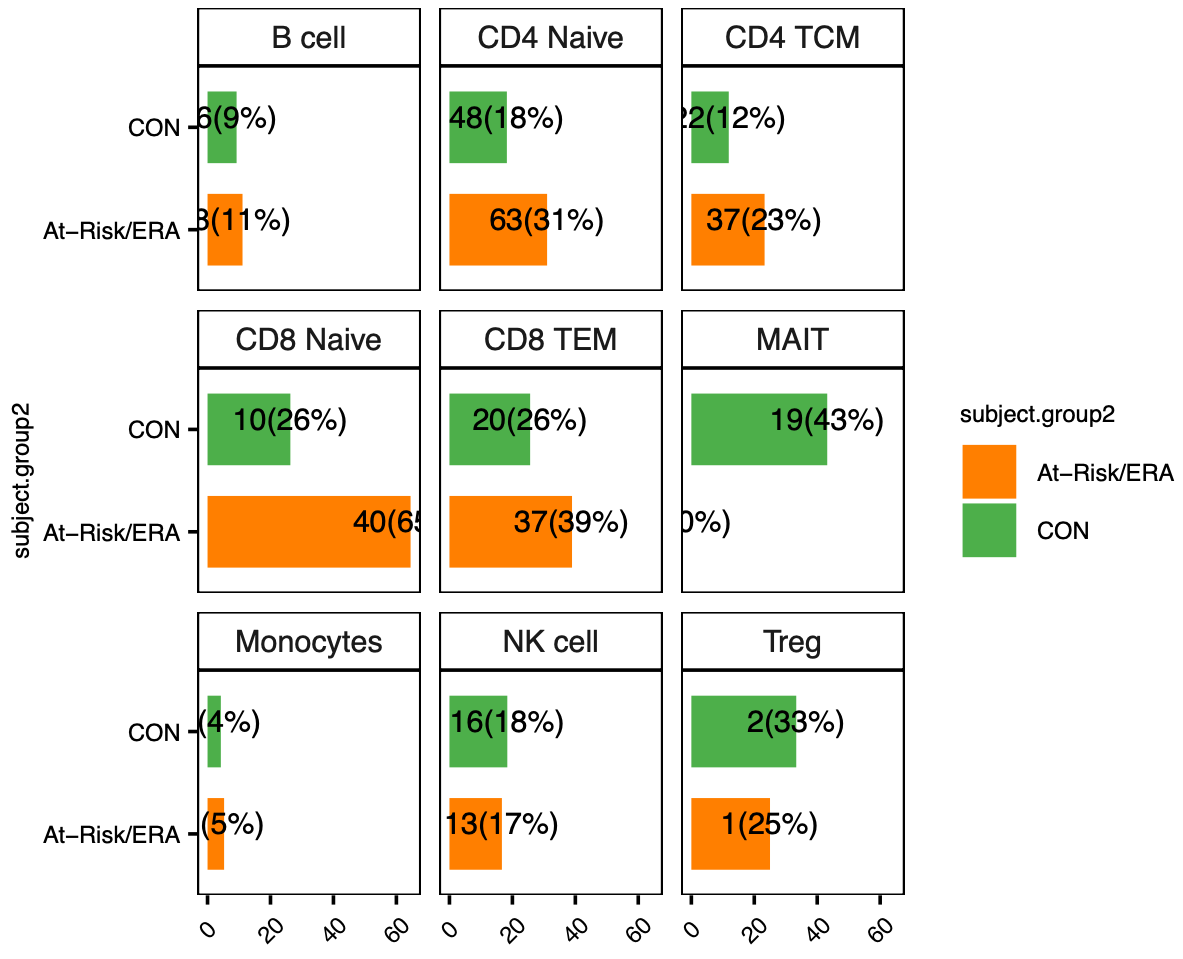 B cell
CD4 Naive
CD4 TCM
CON
6(9%)
48(18%)
22(12%)
At−Risk/ERA
3(11%)
63(31%)
37(23%)
CD8 Naive
CD8 TEM
MAIT
CON
10(26%)
20(26%)
19(43%)
At−Risk/ERA
40(65
37(39%)
0%)
Monocytes
NK cell
Treg
CON
(4%)
16(18%)
2(33%)
At−Risk/ERA
(5%)
13(17%)
1(25%)
0
20
40
60
0
20
40
60
0
20
40
60
subject.group2
subject.group2
At−Risk/ERA
CON